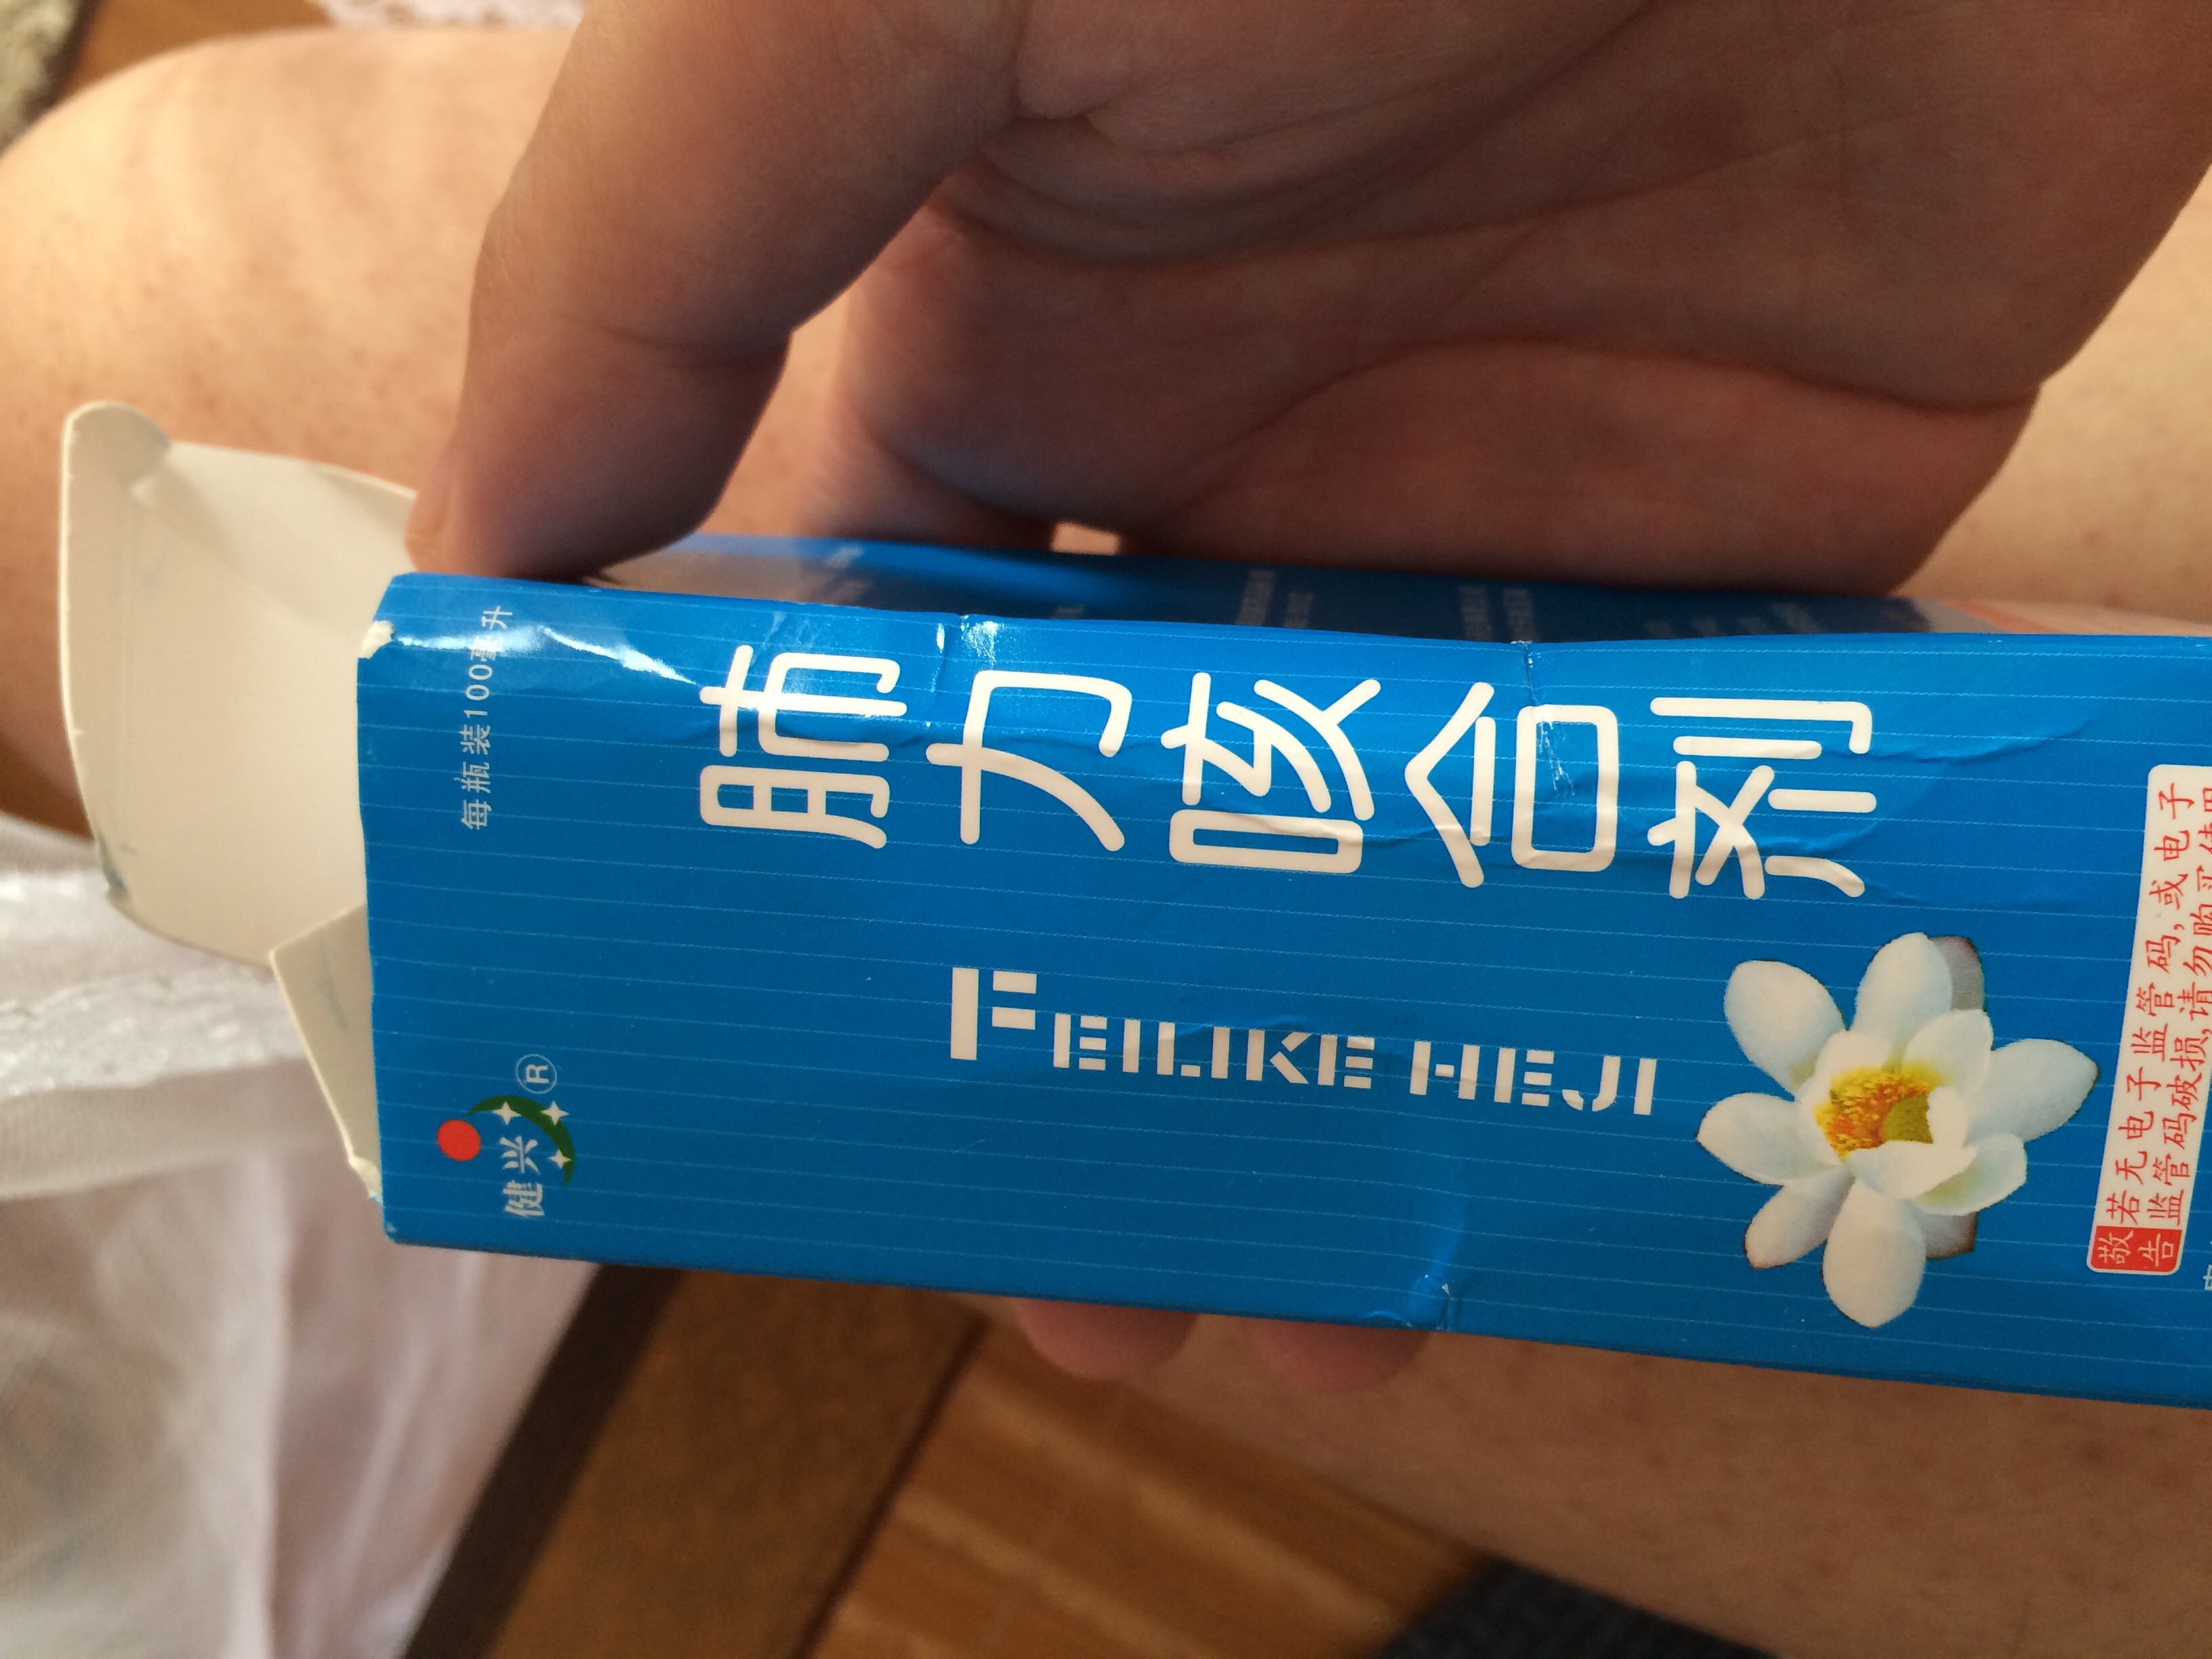 每瓶装100毫升
肺力咳合剂
FEILIKE HEJI
健兴®
敬告
若无电子监管码，或电子
监管码破损，请勿购买使用